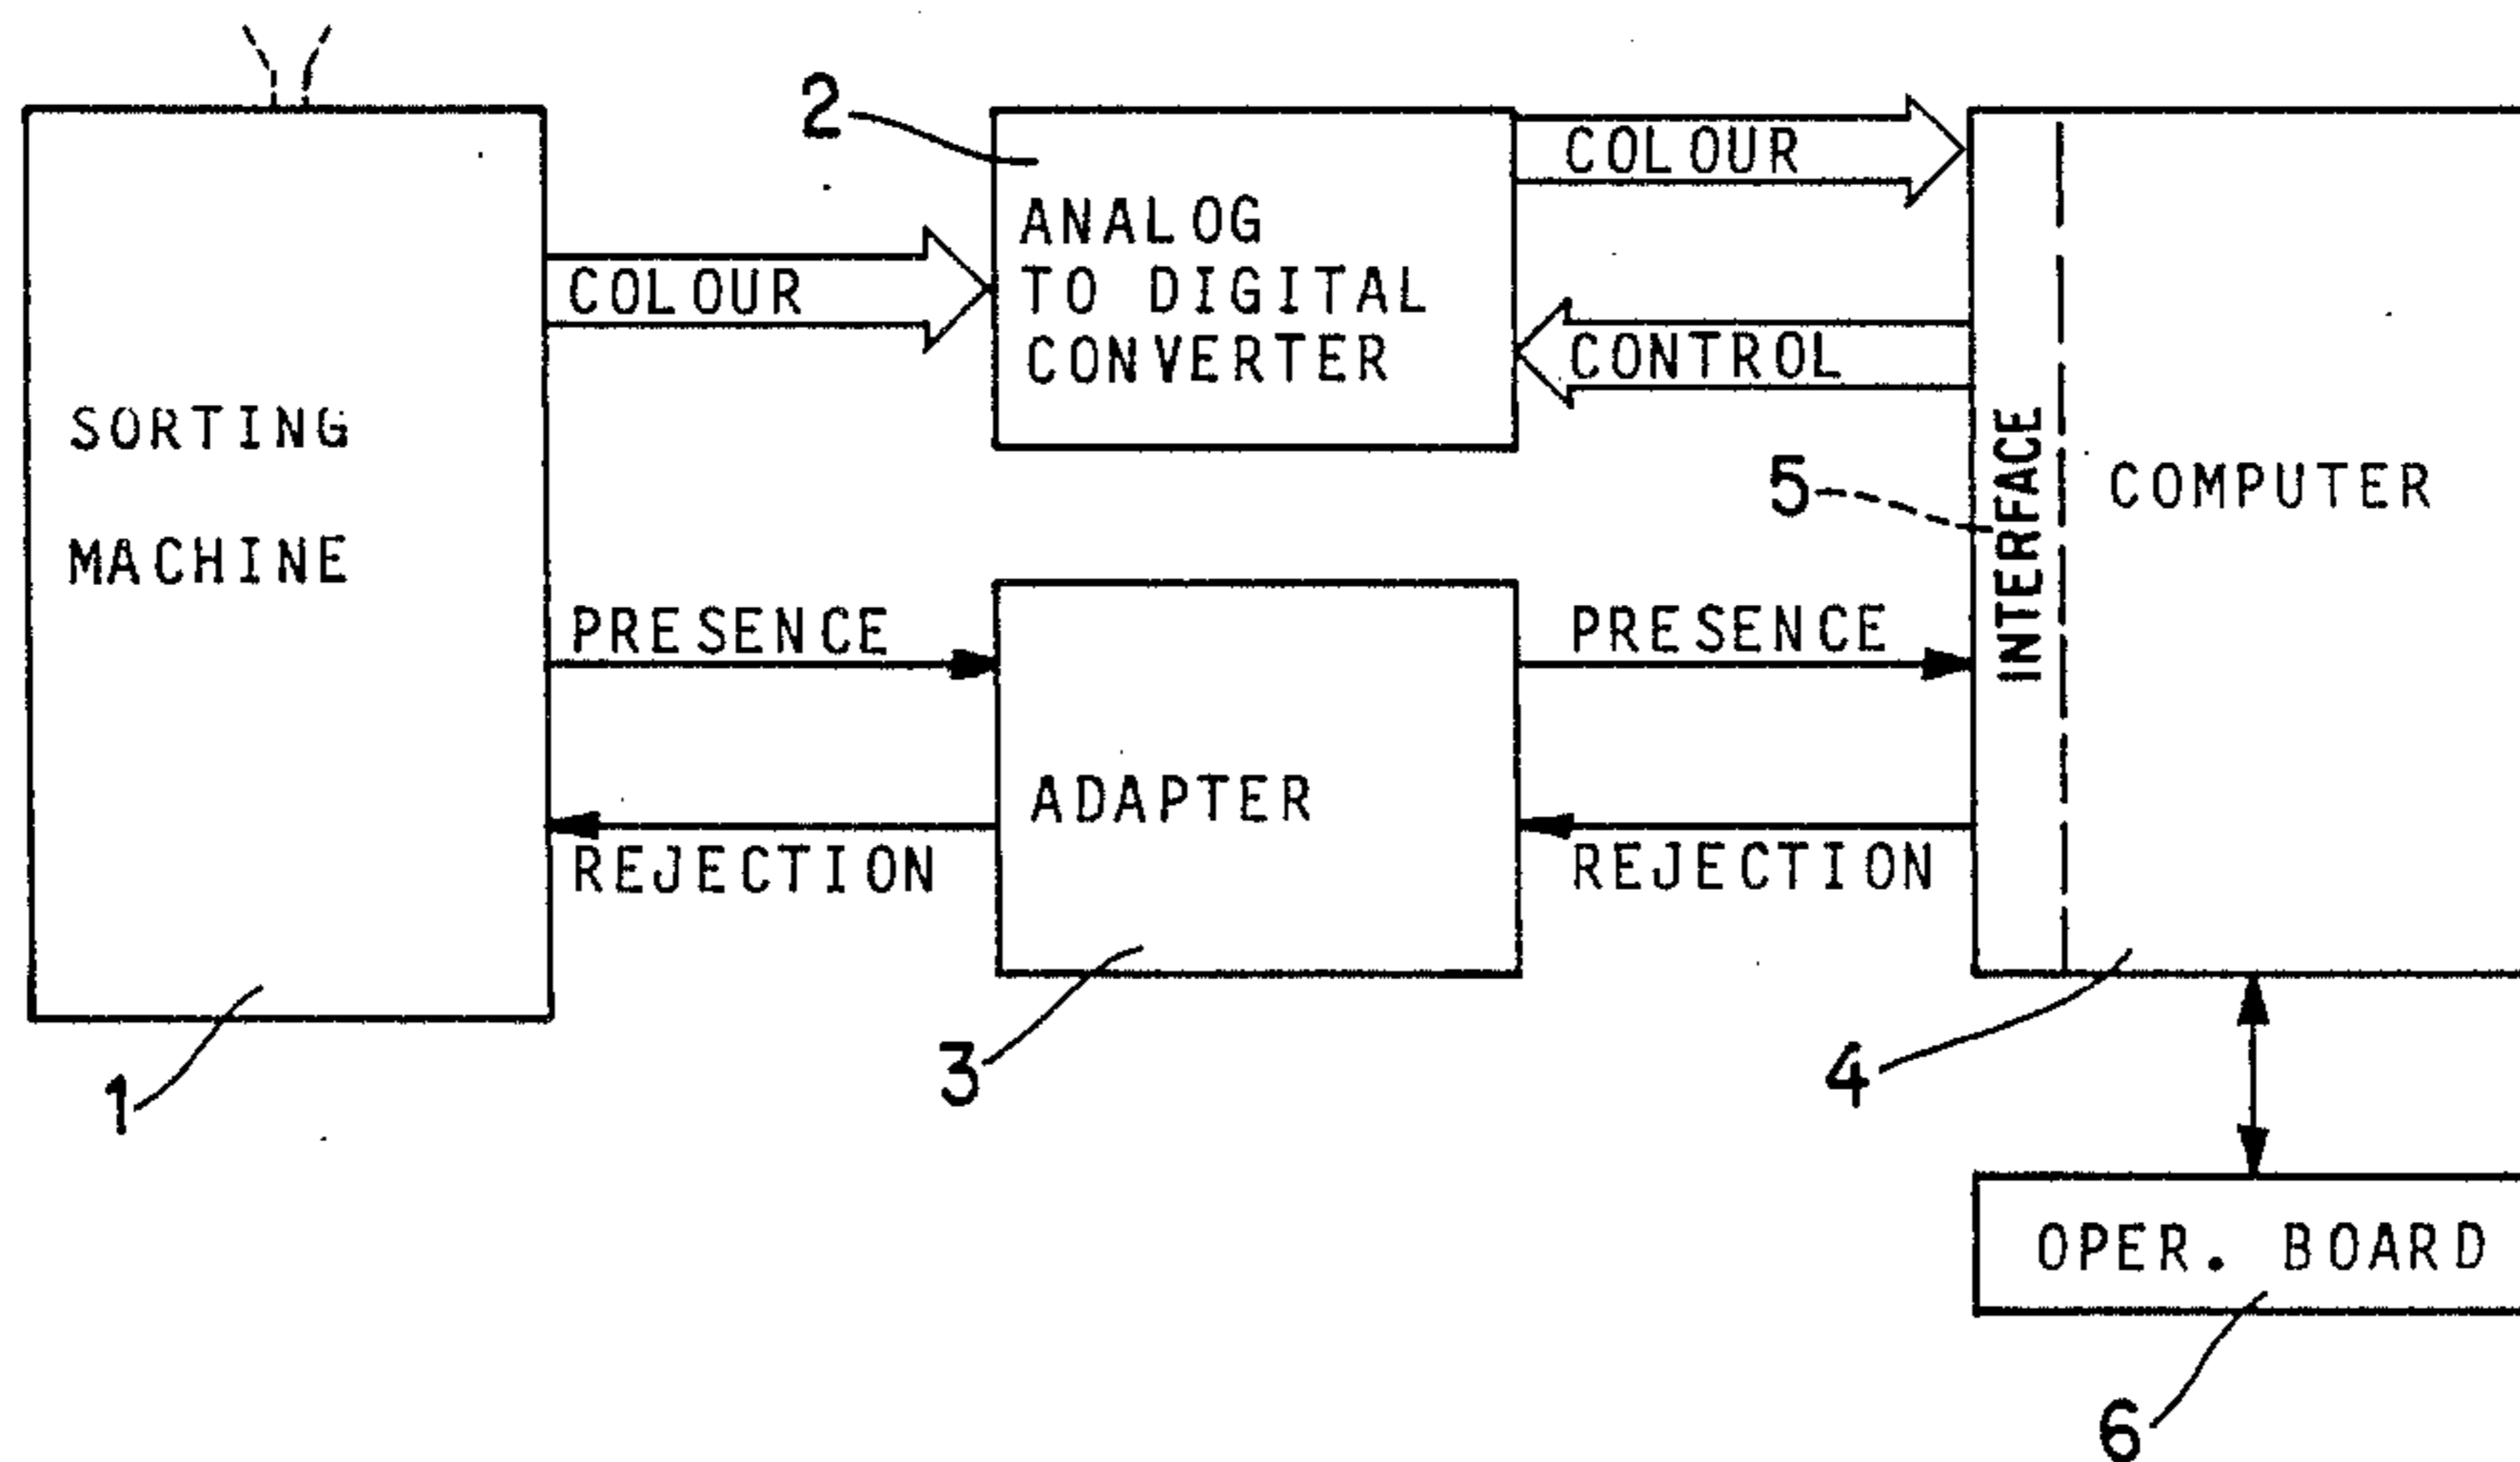 2
COLOUR
ANALOG
TO DIGITAL
CONVERTER
COLOUR
CONTROL
SORTING
MACHINE
5
INTERFACE
COMPUTER
PRESENCE
PRESENCE
ADAPTER
REJECTION
REJECTION
1
3
4
OPER. BOARD
6